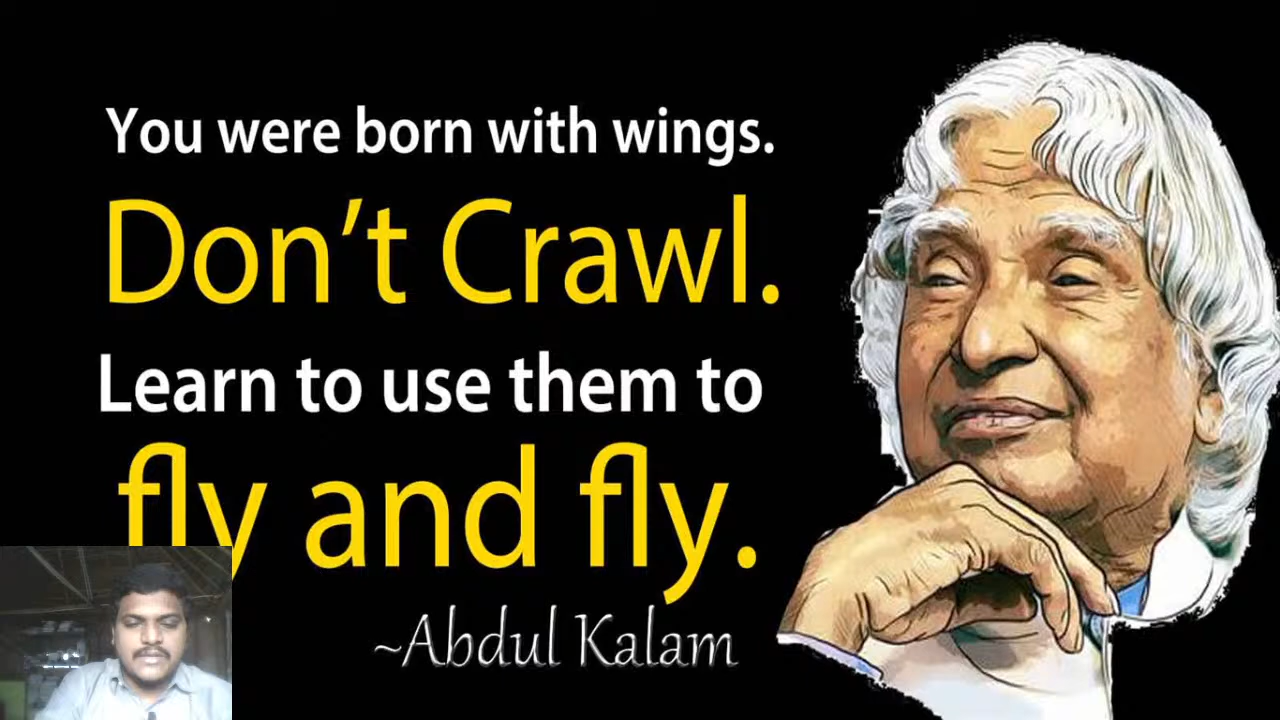 You were born with wings.
Don't Crawl.
Learn to use them to
fly and fly.
~Abdul Kalam